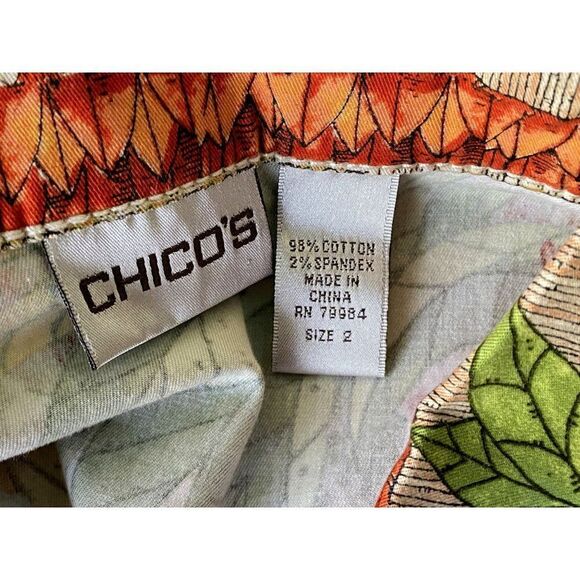 CHICO'S
98% COTTON
2% SPANDEX
MADE IN
CHINA
RN 79984
SIZE 2